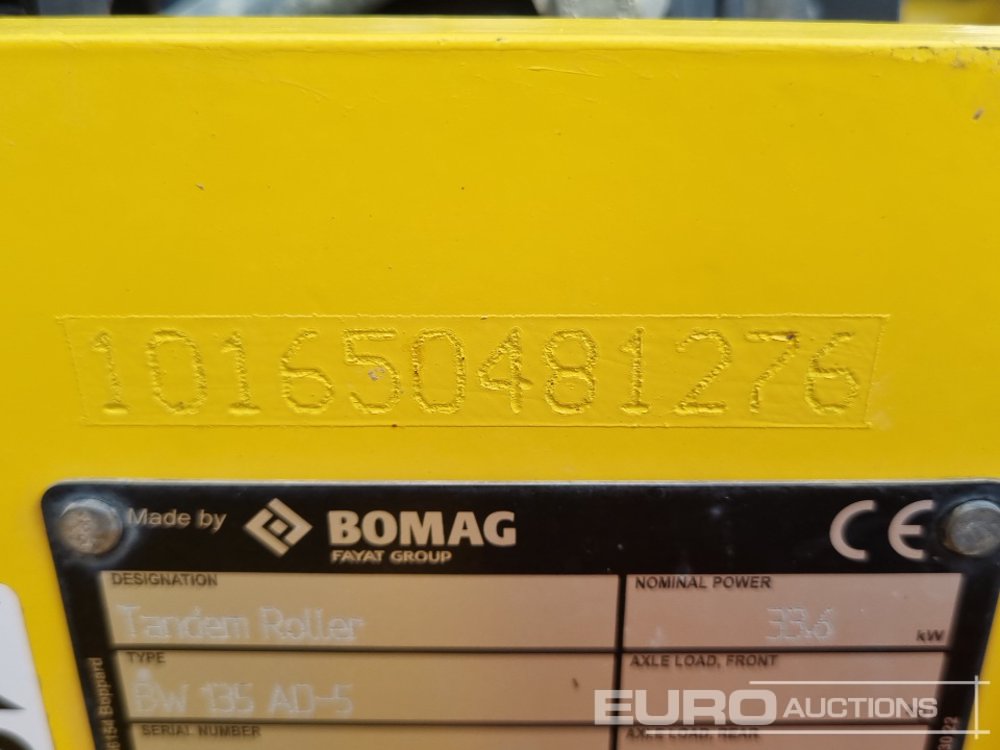 101650481276
Made by BOMAG
FAYAT GROUP
CE
DESIGNATION
Tandem Roller
NOMINAL POWER
33.6 kW
TYPE
BW 135 AD-5
AXLE LOAD, FRONT
SERIAL NUMBER
AXLE LOAD, REAR
Boppard
EURO AUCTIONS